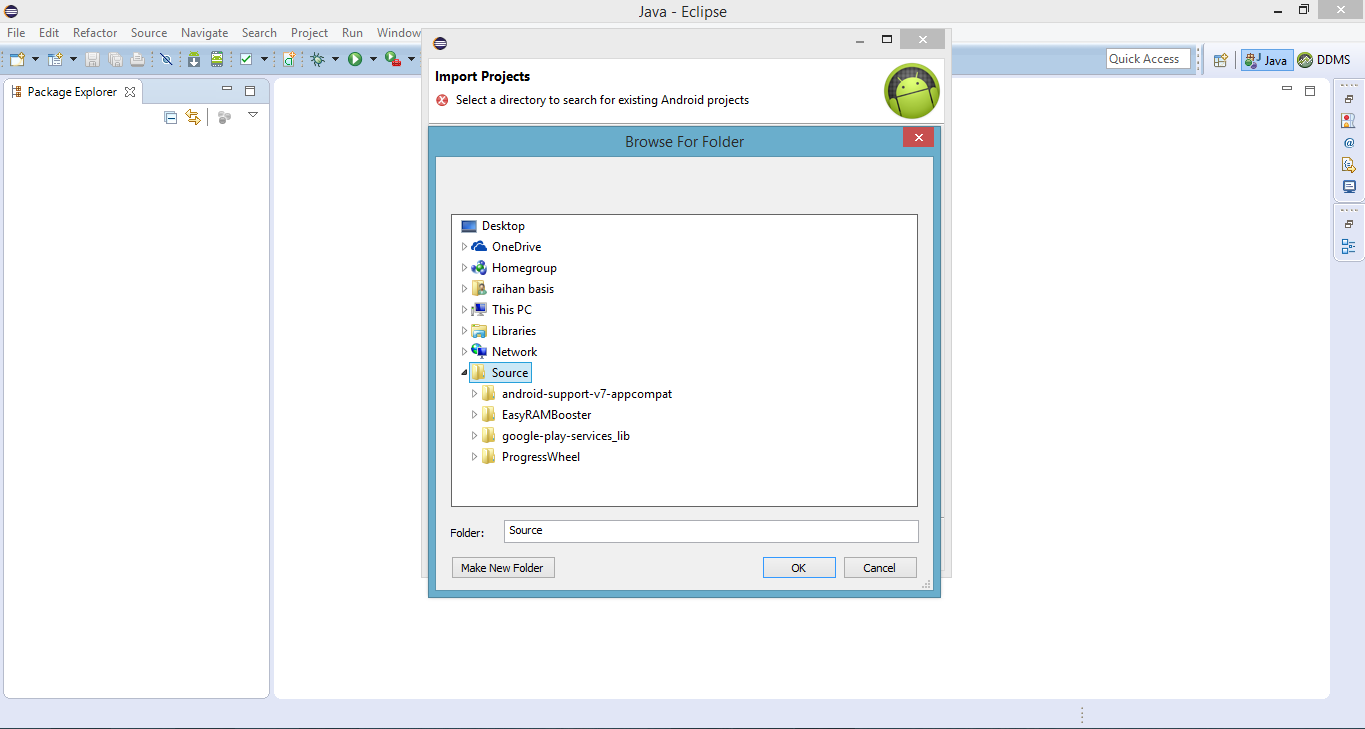 Java - Eclipse
File Edit Refactor Source Navigate Search Project Run Window
Quick Access
Java
DDMS
Package Explorer
Import Projects
Select a directory to search for existing Android projects
Browse For Folder
Desktop
OneDrive
Homegroup
raihan basis
This PC
Libraries
Network
Source
android-support-v7-appcompat
EasyRAMBooster
google-play-services_lib
ProgressWheel
Folder: Source
Make New Folder OK Cancel